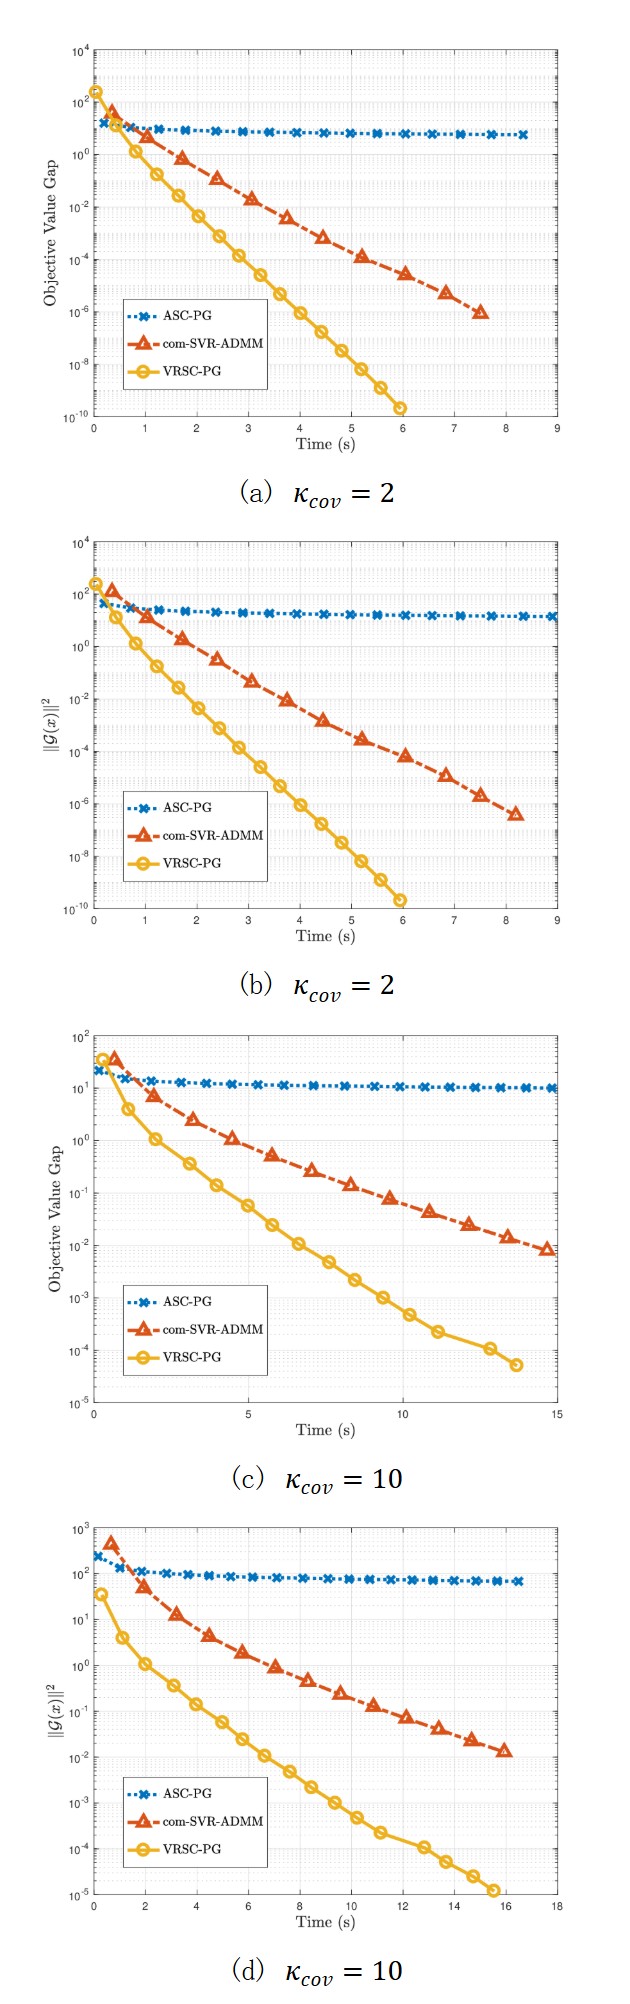 10^4
10^2
10^0
10^-2
10^-4
10^-6
10^-8
10^-10
Objective Value Gap
ASC-PG
com-SVR-ADMM
VRSC-PG
0 1 2 3 4 5 6 7 8 9
Time (s)
(a) κ_cov = 2
10^4
10^2
10^0
10^-2
10^-4
10^-6
10^-8
10^-10
||𝒢(x)||^2
ASC-PG
com-SVR-ADMM
VRSC-PG
0 1 2 3 4 5 6 7 8 9
Time (s)
(b) κ_cov = 2
10^2
10^1
10^0
10^-1
10^-2
10^-3
10^-4
10^-5
Objective Value Gap
ASC-PG
com-SVR-ADMM
VRSC-PG
0 5 10 15
Time (s)
(c) κ_cov = 10
10^3
10^2
10^1
10^0
10^-1
10^-2
10^-3
10^-4
10^-5
||𝒢(x)||^2
ASC-PG
com-SVR-ADMM
VRSC-PG
0 2 4 6 8 10 12 14 16 18
Time (s)
(d) κ_cov = 10